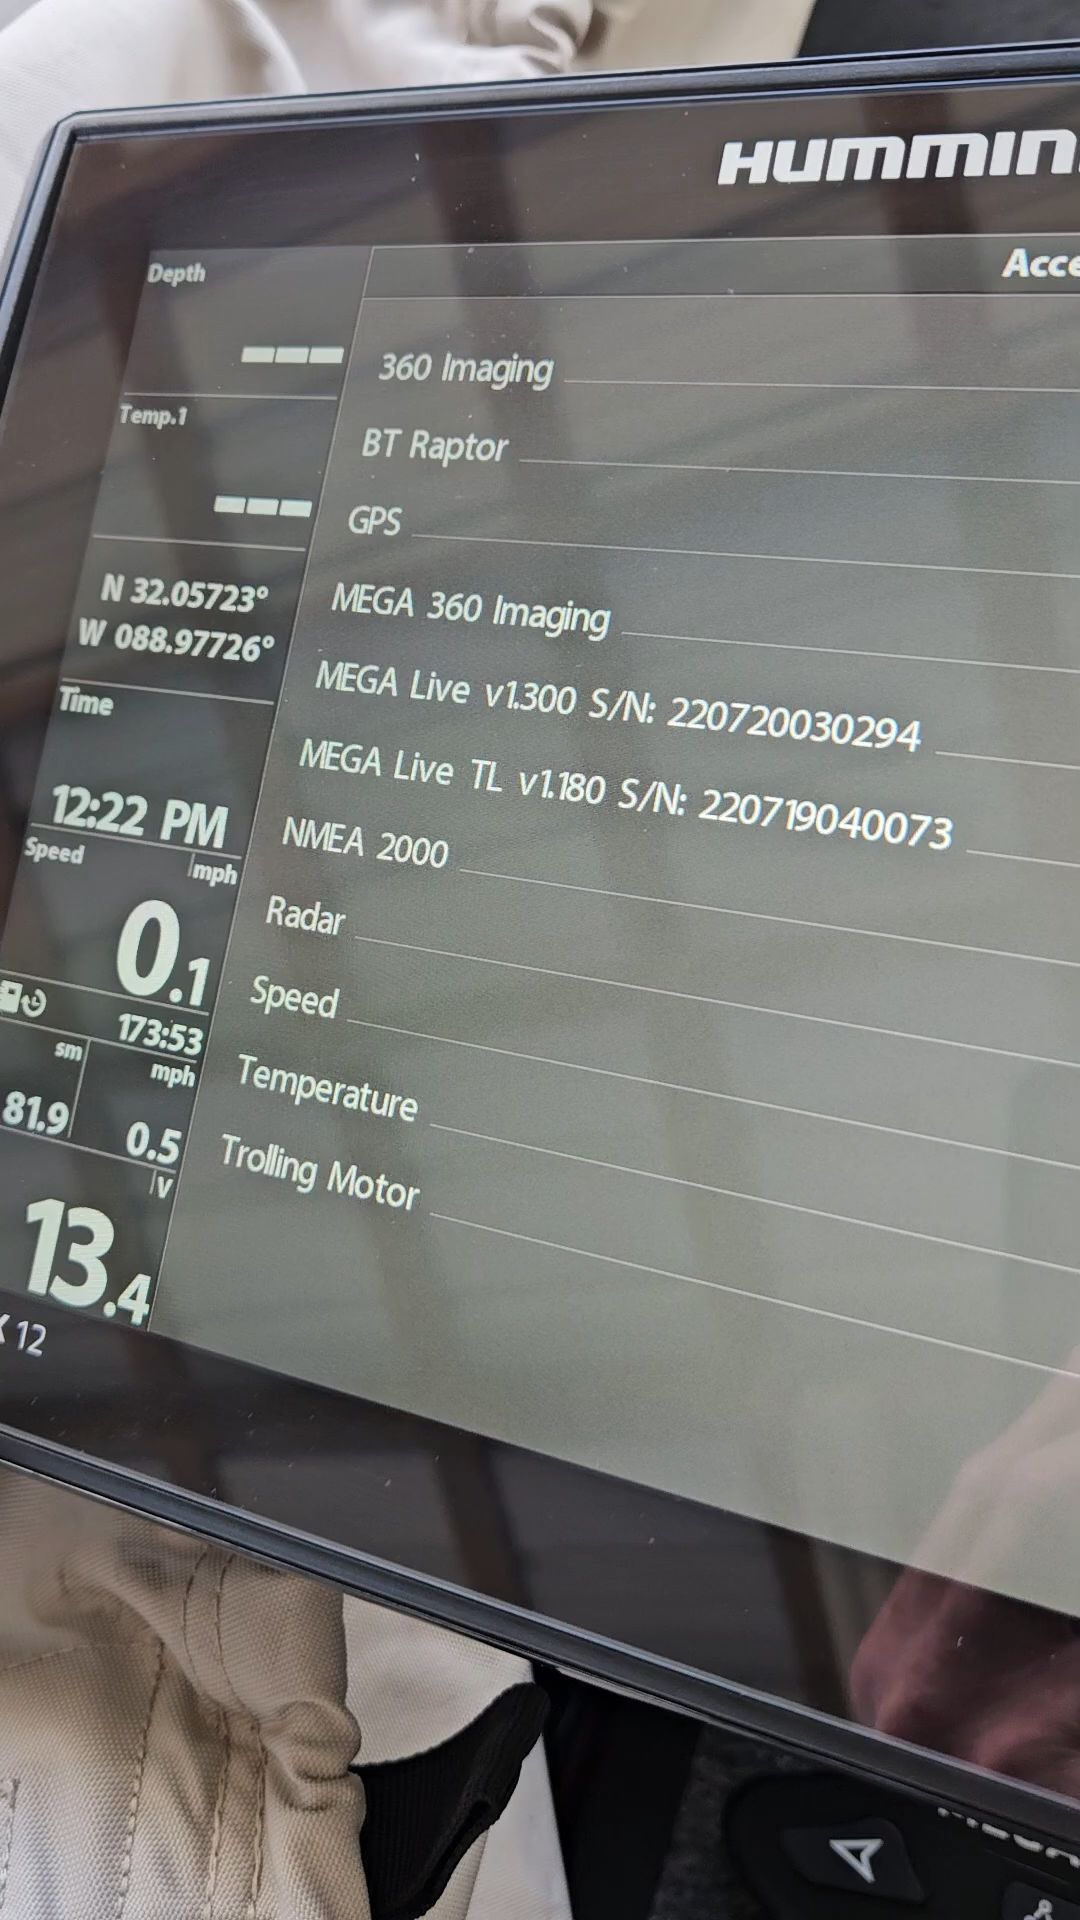 HUMMIN
Acce
Depth
---
Temp.1
---
N 32.05723°
W 088.97726°
Time
12:22 PM
Speed
mph
0.1
173:53
sm
mph
81.9
0.5
V
13.4
360 Imaging
BT Raptor
GPS
MEGA 360 Imaging
MEGA Live v1.300 S/N: 220720030294
MEGA Live TL v1.180 S/N: 220719040073
NMEA 2000
Radar
Speed
Temperature
Trolling Motor
12